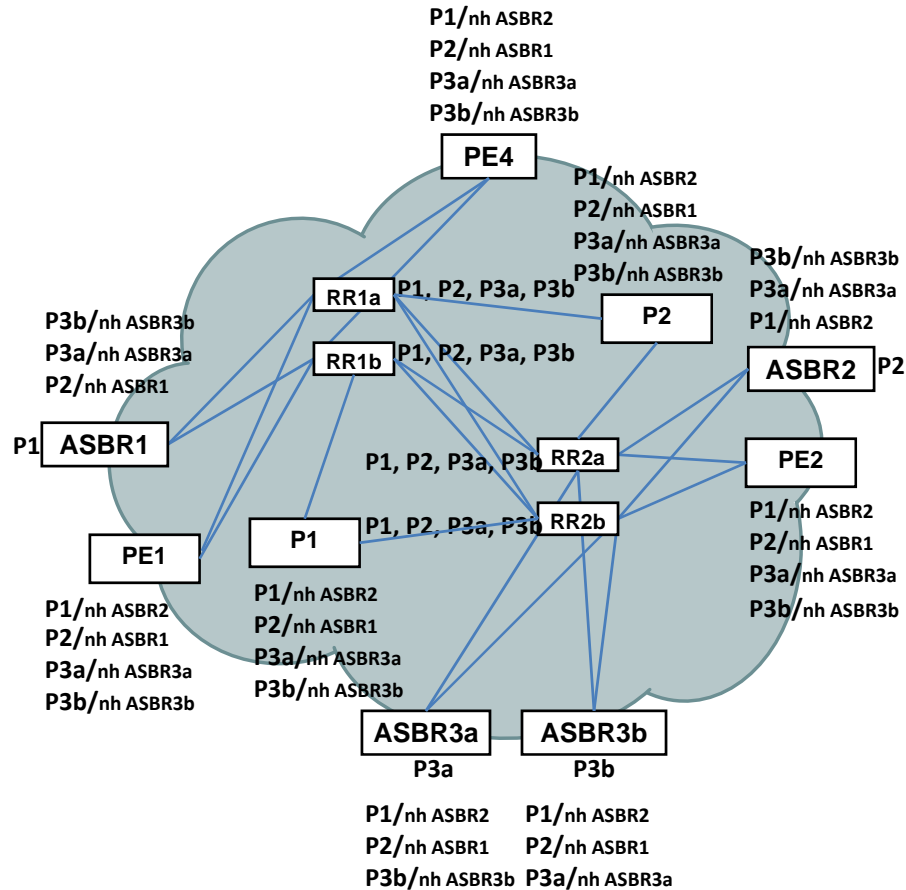 P1/nh ASBR2
P2/nh ASBR1
P3a/nh ASBR3a
P3b/nh ASBR3b
PE4
P1/nh ASBR2
P2/nh ASBR1
P3a/nh ASBR3a
P3b/nh ASBR3b
P2
P3b/nh ASBR3b
P3a/nh ASBR3a
P1/nh ASBR2
ASBR2 P2
RR1a P1, P2, P3a, P3b
RR1b P1, P2, P3a, P3b
P3b/nh ASBR3b
P3a/nh ASBR3a
P2/nh ASBR1
P1 ASBR1
P1, P2, P3a, P3b RR2a
P1, P2, P3a, P3b RR2b
PE2
P1/nh ASBR2
P2/nh ASBR1
P3a/nh ASBR3a
P3b/nh ASBR3b
PE1
P1/nh ASBR2
P2/nh ASBR1
P3a/nh ASBR3a
P3b/nh ASBR3b
P1
P1/nh ASBR2
P2/nh ASBR1
P3a/nh ASBR3a
P3b/nh ASBR3b
ASBR3a
P3a
P1/nh ASBR2
P2/nh ASBR1
P3b/nh ASBR3b
ASBR3b
P3b
P1/nh ASBR2
P2/nh ASBR1
P3a/nh ASBR3a